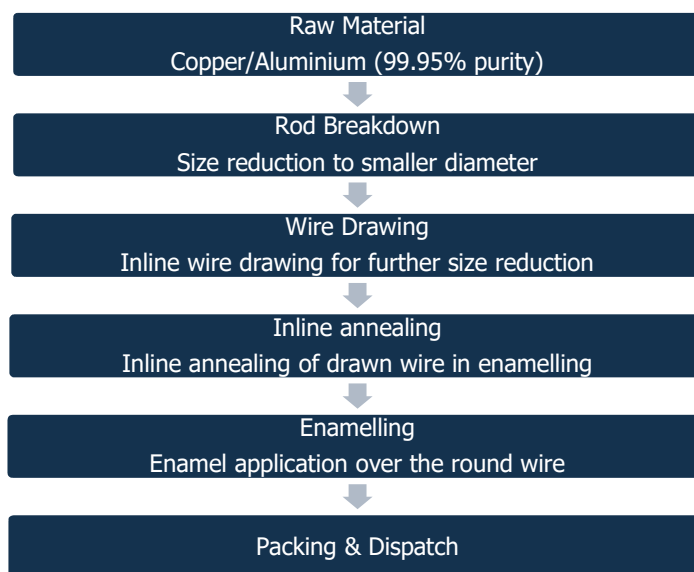 Raw Material
Copper/Aluminium (99.95% purity)
Rod Breakdown
Size reduction to smaller diameter
Wire Drawing
Inline wire drawing for further size reduction
Inline annealing
Inline annealing of drawn wire in enamelling
Enamelling
Enamel application over the round wire
Packing & Dispatch